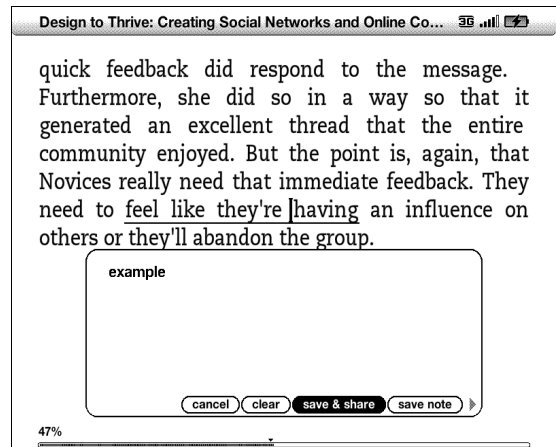 Design to Thrive: Creating Social Networks and Online Co... 3G
quick feedback did respond to the message.
Furthermore, she did so in a way so that it
generated an excellent thread that the entire
community enjoyed. But the point is, again, that
Novices really need that immediate feedback. They
need to feel like they're having an influence on
others or they'll abandon the group.
example
cancel clear save & share save note
47%